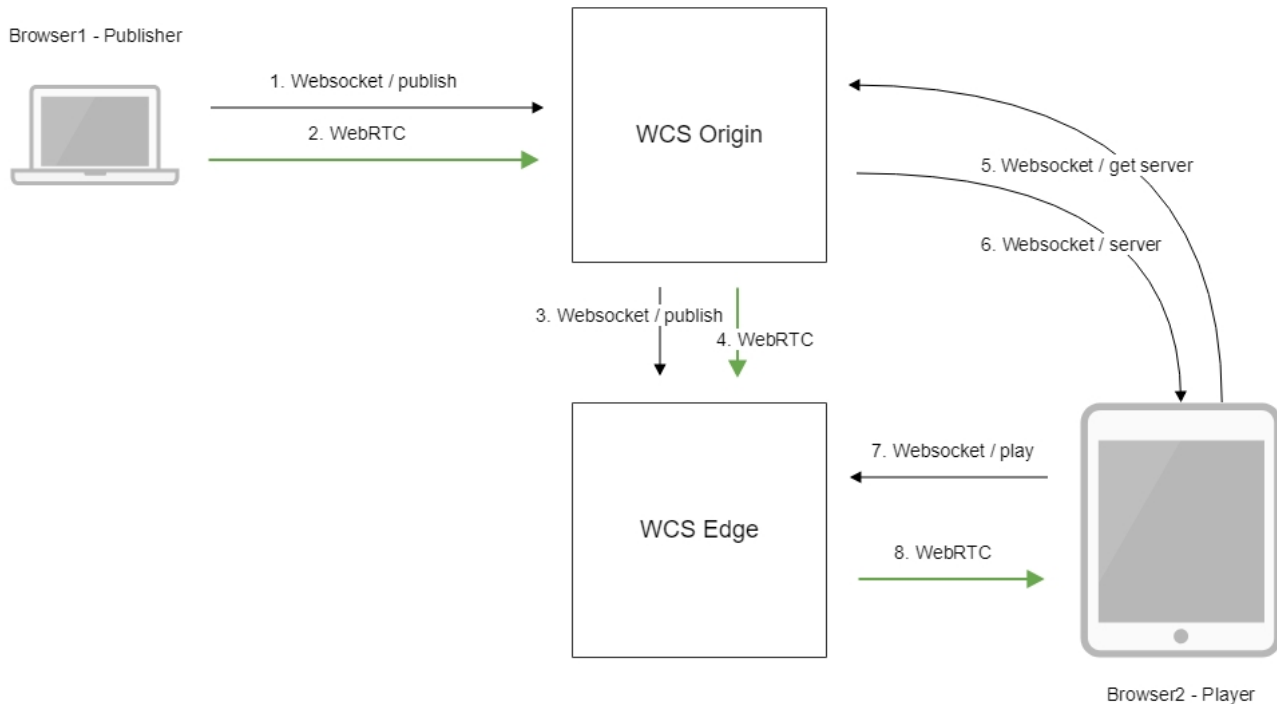 Browser1 - Publisher
1. Websocket / publish
2. WebRTC
WCS Origin
5. Websocket / get server
6. Websocket / server
3. Websocket / publish
4. WebRTC
7. Websocket / play
WCS Edge
8. WebRTC
Browser2 - Player